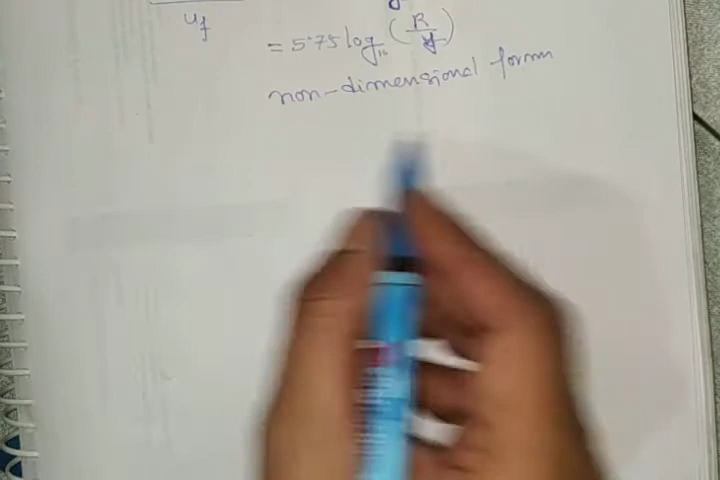 u_f
= 5.75 log₁₀ (R/y)
non-dimensional form